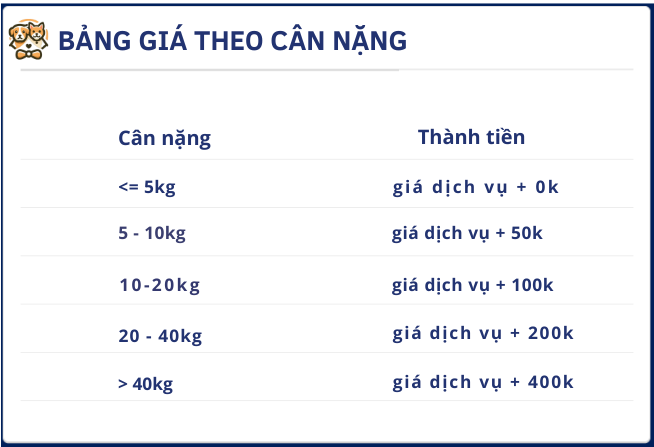 BẢNG GIÁ THEO CÂN NẶNG
Cân nặng Thành tiền
<= 5kg giá dịch vụ + 0k
5 - 10kg giá dịch vụ + 50k
10-20kg giá dịch vụ + 100k
20 - 40kg giá dịch vụ + 200k
> 40kg giá dịch vụ + 400k